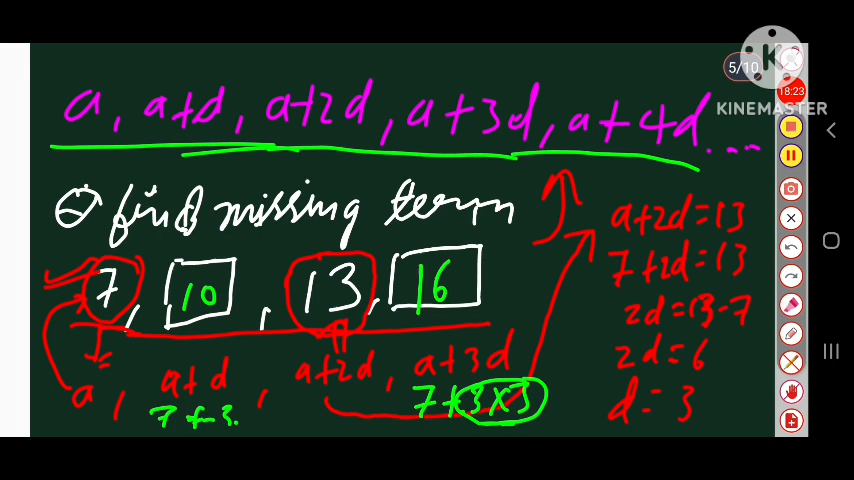 5/10
18:23
KINEMASTER
a, a+d, a+2d, a+3d, a+4d....
find missing term
7, 10, 13, 16
a, a+d, a+2d, a+3d
7+3.
7+3×3
a+2d=13
7+2d=13
2d=13-7
2d=6
d=3